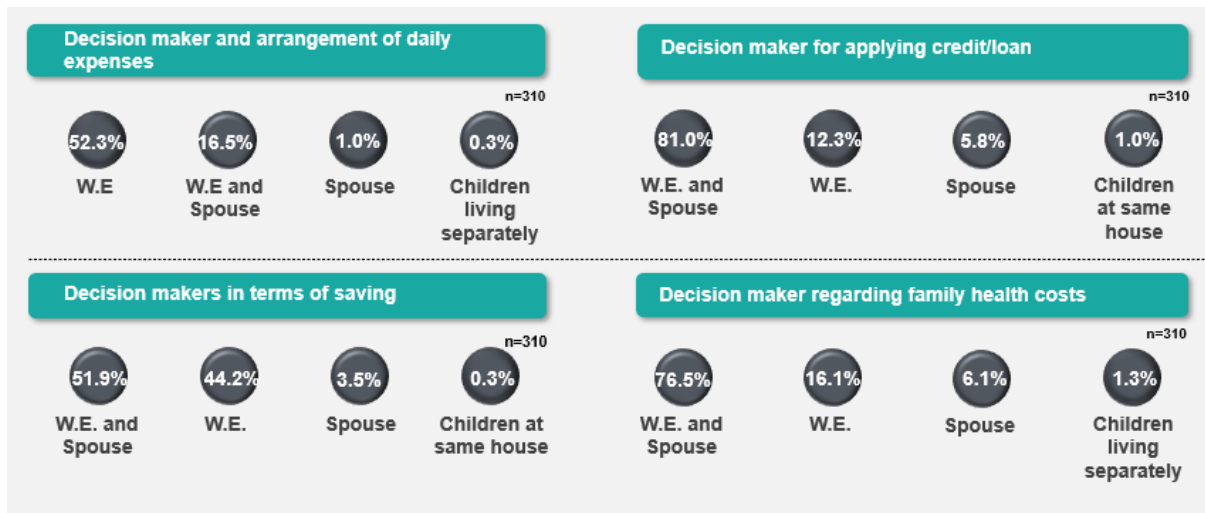 Decision maker and arrangement of daily
expenses
n=310
52.3%
16.5%
1.0%
0.3%
W.E
W.E and
Spouse
Spouse
Children
living
separately
Decision maker for applying credit/loan
n=310
81.0%
12.3%
5.8%
1.0%
W.E. and
Spouse
W.E.
Spouse
Children
at same
house
Decision makers in terms of saving
n=310
51.9%
44.2%
3.5%
0.3%
W.E. and
Spouse
W.E.
Spouse
Children at
same house
Decision maker regarding family health costs
n=310
76.5%
16.1%
6.1%
1.3%
W.E. and
Spouse
W.E.
Spouse
Children
living
separately